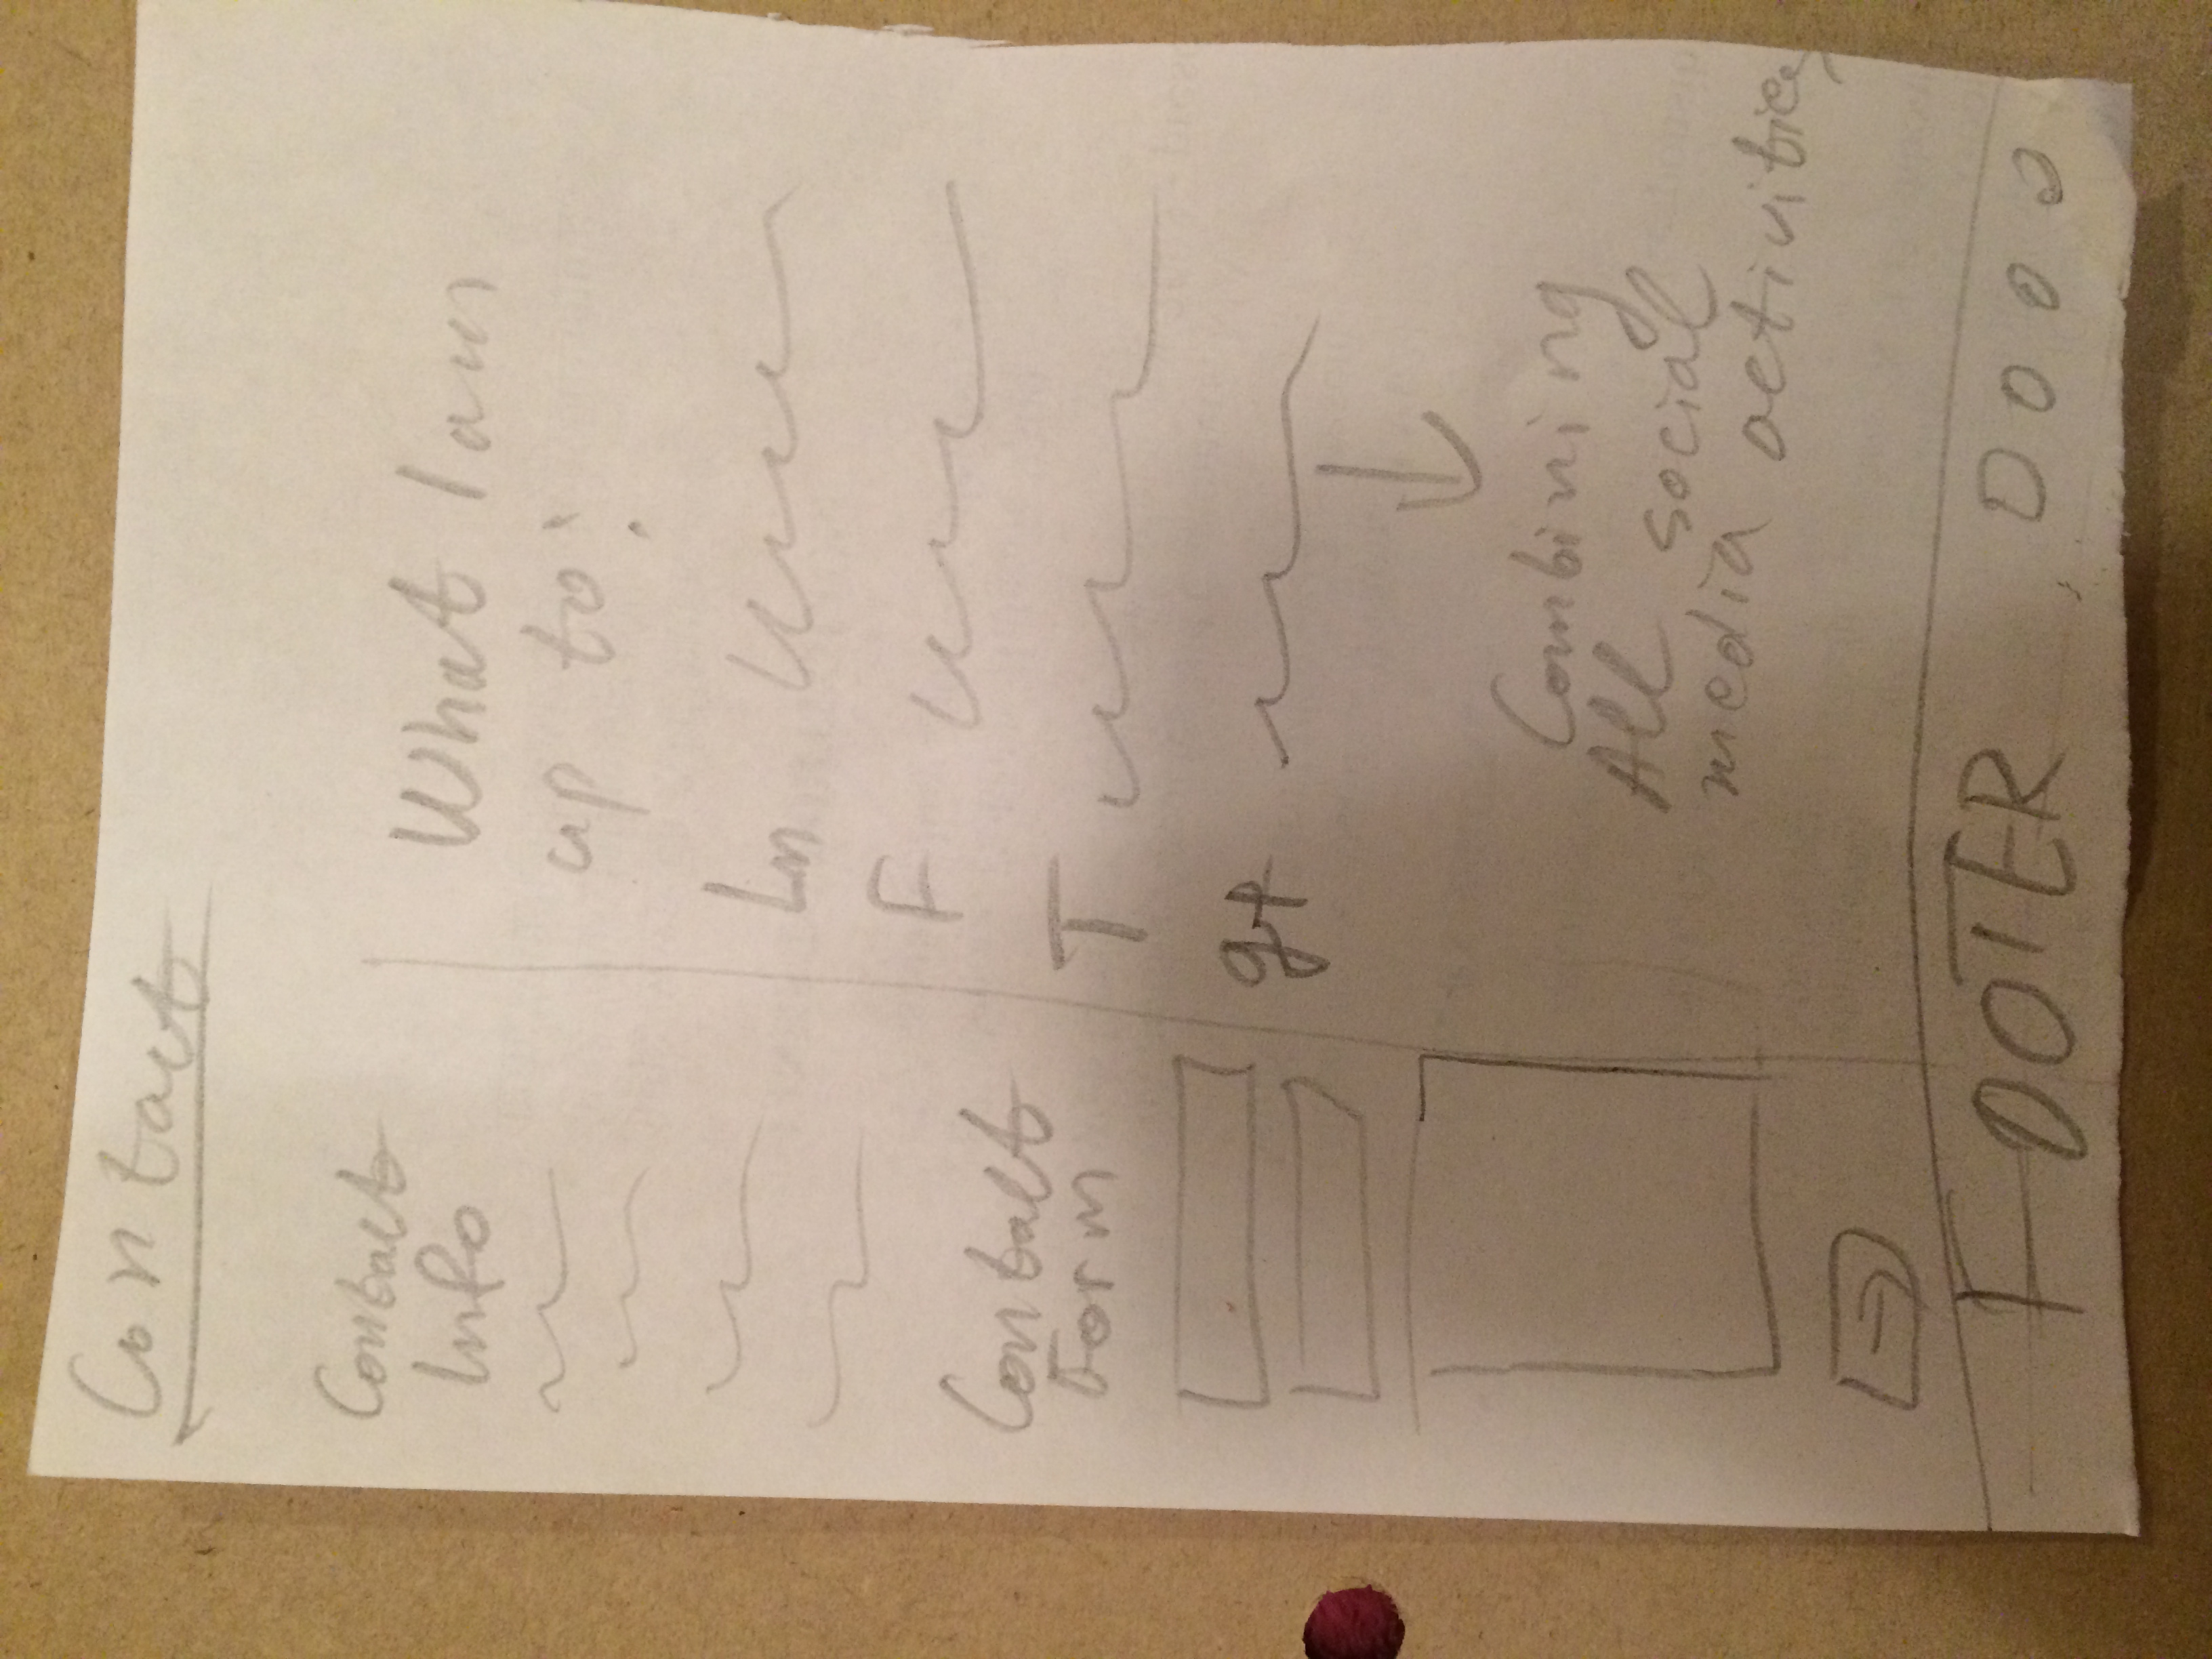 Contact
Contact
Info
Contact
Form
What I am
up to:
Ln
F
T
g+
Combining
All social
media activities
FOOTER